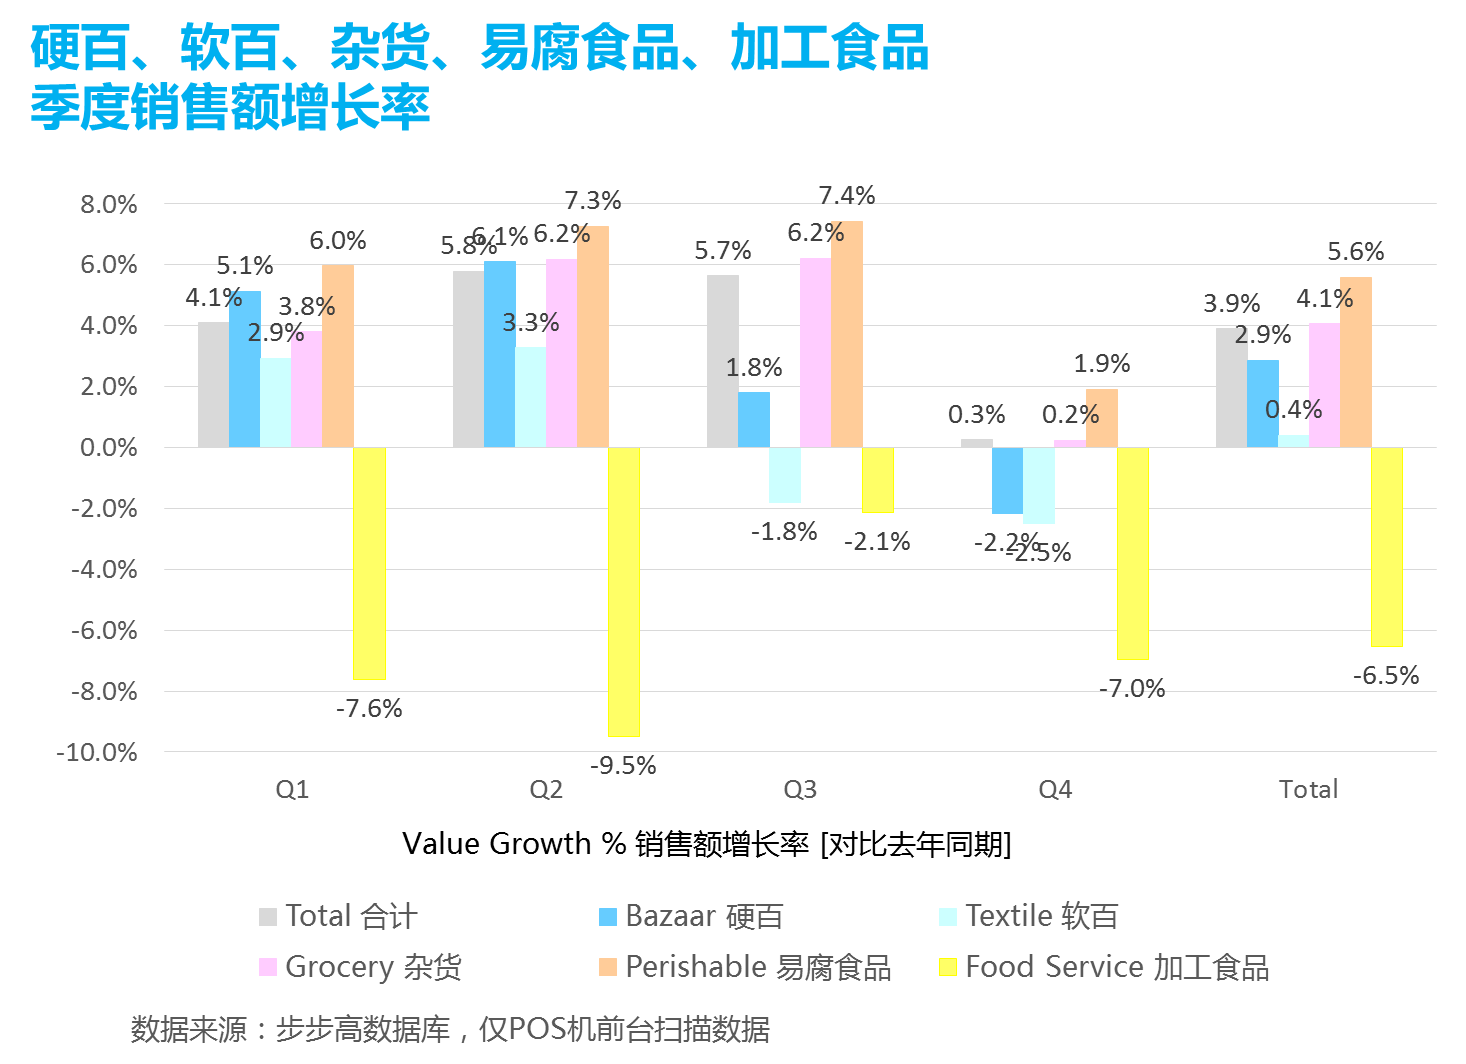 硬百、软百、杂货、易腐食品、加工食品
季度销售额增长率
8.0%
6.0%
4.0%
2.0%
0.0%
-2.0%
-4.0%
-6.0%
-8.0%
-10.0%
4.1%
5.1%
2.9%
3.8%
6.0%
-7.6%
5.8%
6.1%
3.3%
6.2%
7.3%
-9.5%
5.7%
1.8%
-1.8%
6.2%
7.4%
-2.1%
0.3%
-2.2%
-2.5%
0.2%
1.9%
-7.0%
3.9%
2.9%
0.4%
4.1%
5.6%
-6.5%
Q1
Q2
Q3
Q4
Total
Value Growth % 销售额增长率 [对比去年同期]
Total 合计
Bazaar 硬百
Textile 软百
Grocery 杂货
Perishable 易腐食品
Food Service 加工食品
数据来源：步步高数据库，仅POS机前台扫描数据